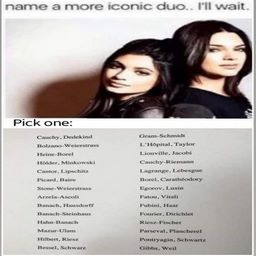 name a more iconic duo.. I'll wait.
Pick one:
Cauchy, Dedekind
Bolzano-Weierstrass
Heine-Borel
Hölder, Minkowski
Cantor, Lipschitz
Picard, Baire
Stone-Weierstrass
Arzela-Ascoli
Banach, Hausdorff
Banach-Steinhaus
Hahn-Banach
Mazur-Ulam
Hilbert, Riesz
Bessel, Schwarz
Gram-Schmidt
L'Hôpital, Taylor
Liouville, Jacobi
Cauchy-Riemann
Lagrange, Lebesgue
Borel, Carathéodory
Egorov, Lusin
Fatou, Vitali
Fubini, Haar
Fourier, Dirichlet
Riesz-Fischer
Parseval, Plancherel
Pontryagin, Schwartz
Gibbs, Weil